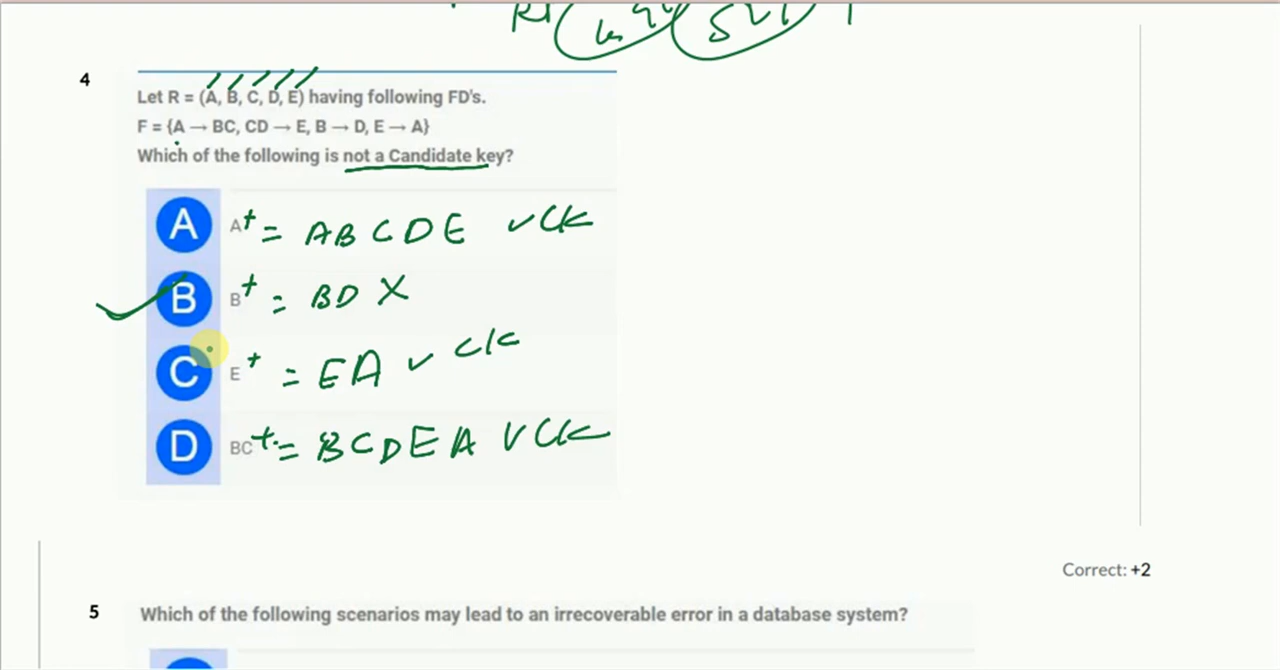 4
Let R = (A, B, C, D, E) having following FD's.
F = {A → BC, CD → E, B → D, E → A}
Which of the following is not a Candidate key?
A A+ = ABCDE ✓CK
B B+ = BD X
C E+ = EA ✓ CK
D BC+ = BCDEA ✓CK
Correct: +2
5 Which of the following scenarios may lead to an irrecoverable error in a database system?